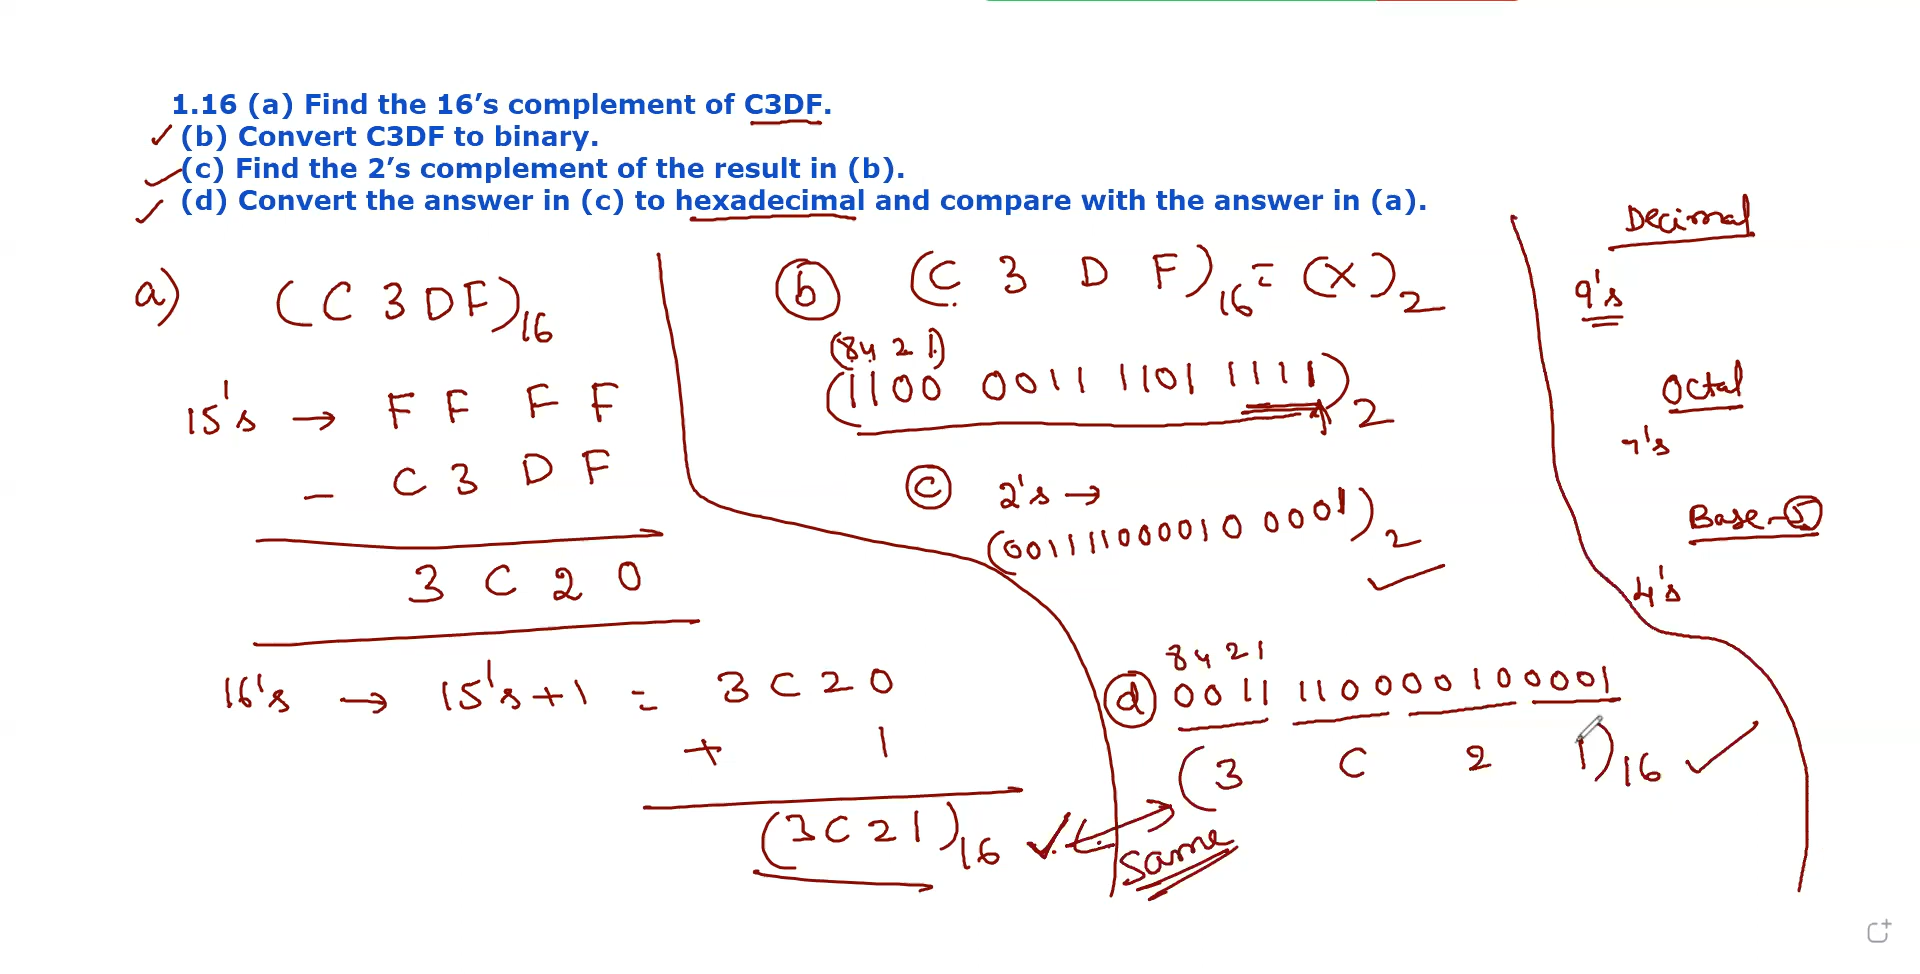 1.16 (a) Find the 16’s complement of C3DF.
(b) Convert C3DF to binary.
(c) Find the 2’s complement of the result in (b).
(d) Convert the answer in (c) to hexadecimal and compare with the answer in (a).
a) (C 3 D F)16
15's → F F F F
- C 3 D F
3 C 2 0
16's → 15's + 1 = 3 C 2 0
+ 1
(3 C 2 1)16
b (C 3 D F)16 = (X)2
(8 4 2 1)
(1100 0011 1101 1111)2
c 2's →
(0011110000100001)2
8 4 2 1
d 0011 1100 0010 0001
(3 C 2 1)16
Same
Decimal
9's
Octal
7's
Base-5
4's